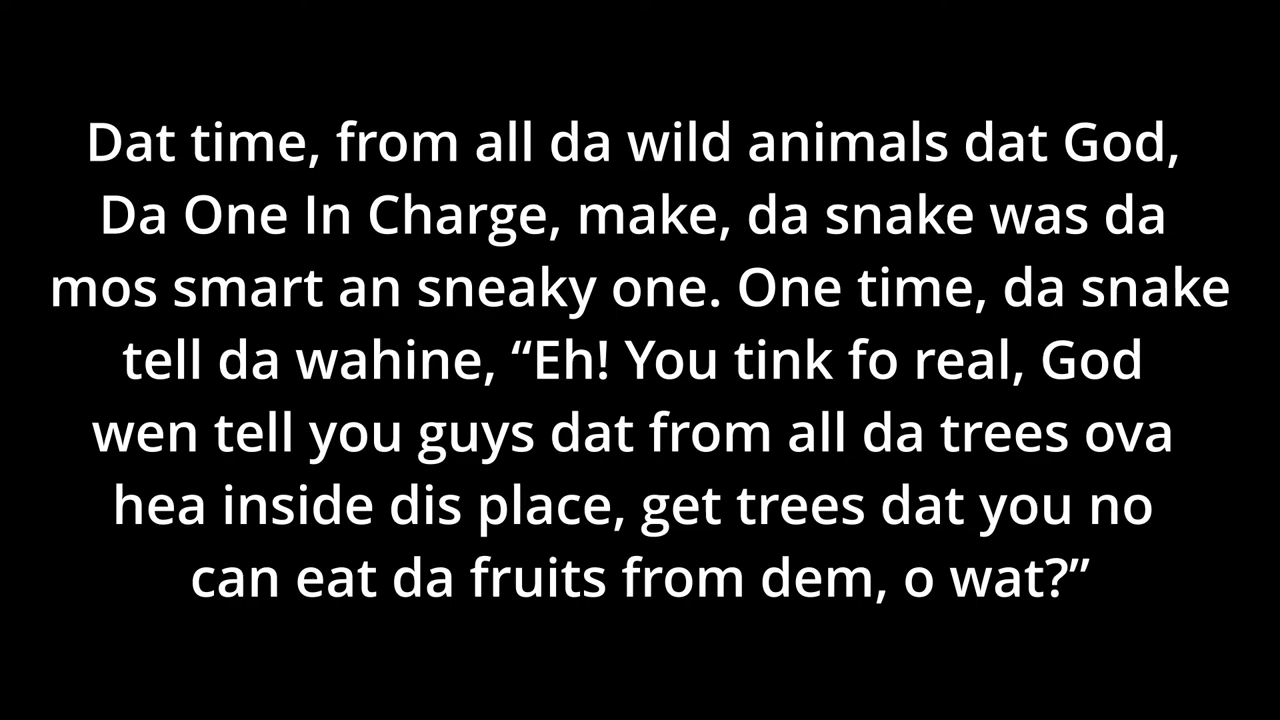 Dat time, from all da wild animals dat God,
Da One In Charge, make, da snake was da
mos smart an sneaky one. One time, da snake
tell da wahine, “Eh! You tink fo real, God
wen tell you guys dat from all da trees ova
hea inside dis place, get trees dat you no
can eat da fruits from dem, o wat?”